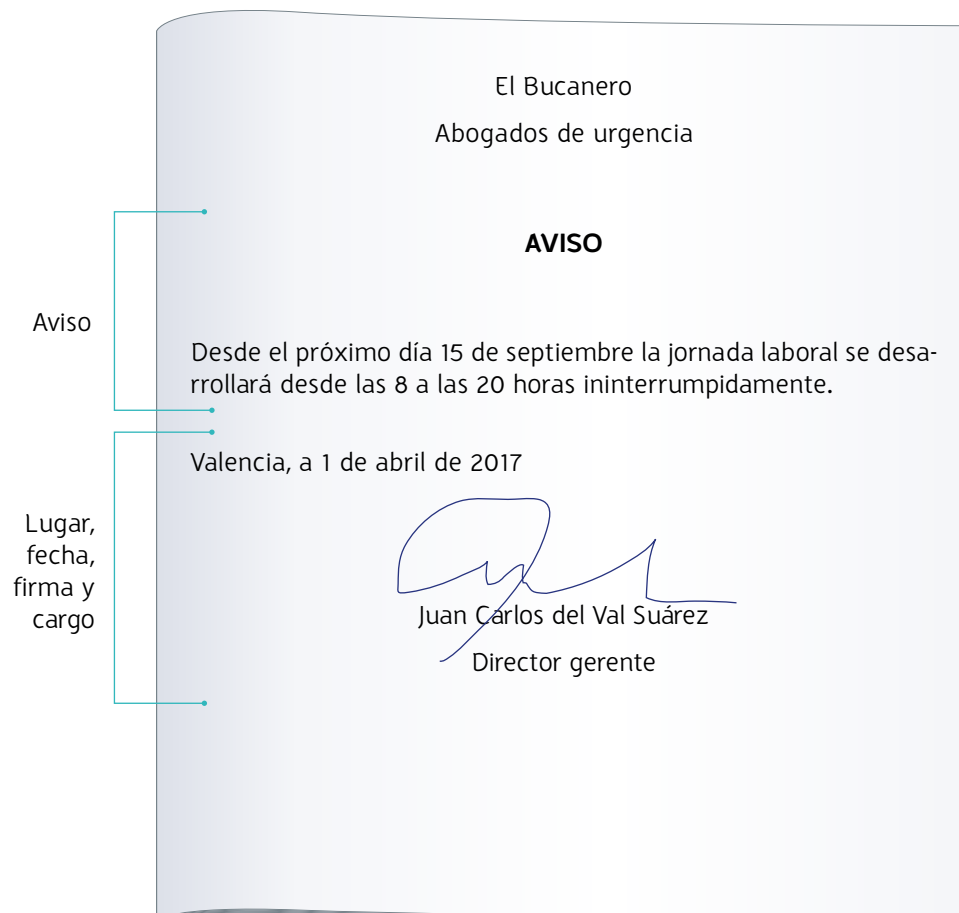 El Bucanero
Abogados de urgencia
AVISO
Aviso
Desde el próximo día 15 de septiembre la jornada laboral se desa-
rrollará desde las 8 a las 20 horas ininterrumpidamente.
Valencia, a 1 de abril de 2017
Lugar,
fecha,
firma y
cargo
Juan Carlos del Val Suárez
Director gerente